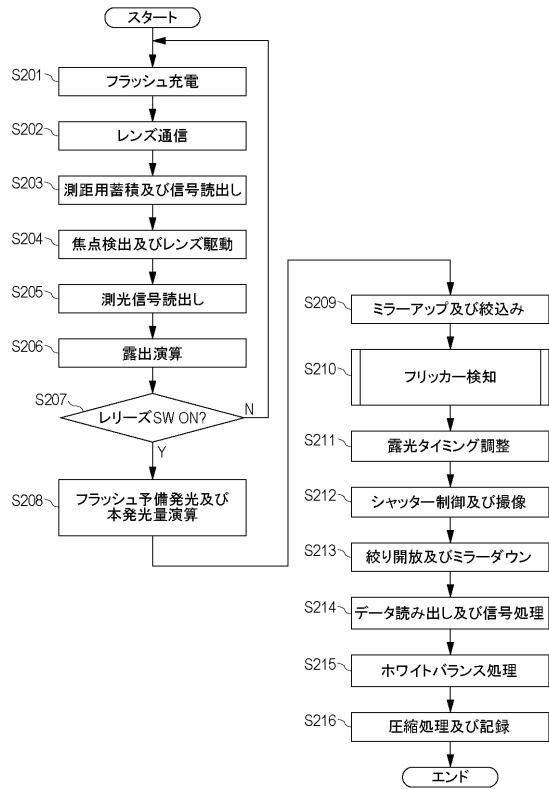 スタート
S201 フラッシュ充電
S202 レンズ通信
S203 測距用蓄積及び信号読出し
S204 焦点検出及びレンズ駆動
S205 測光信号読出し
S206 露出演算
S207 レリーズSW ON? N
Y
S208 フラッシュ予備発光及び
本発光量演算
S209 ミラーアップ及び絞込み
S210 フリッカー検知
S211 露光タイミング調整
S212 シャッター制御及び撮像
S213 絞り開放及びミラーダウン
S214 データ読み出し及び信号処理
S215 ホワイトバランス処理
S216 圧縮処理及び記録
エンド